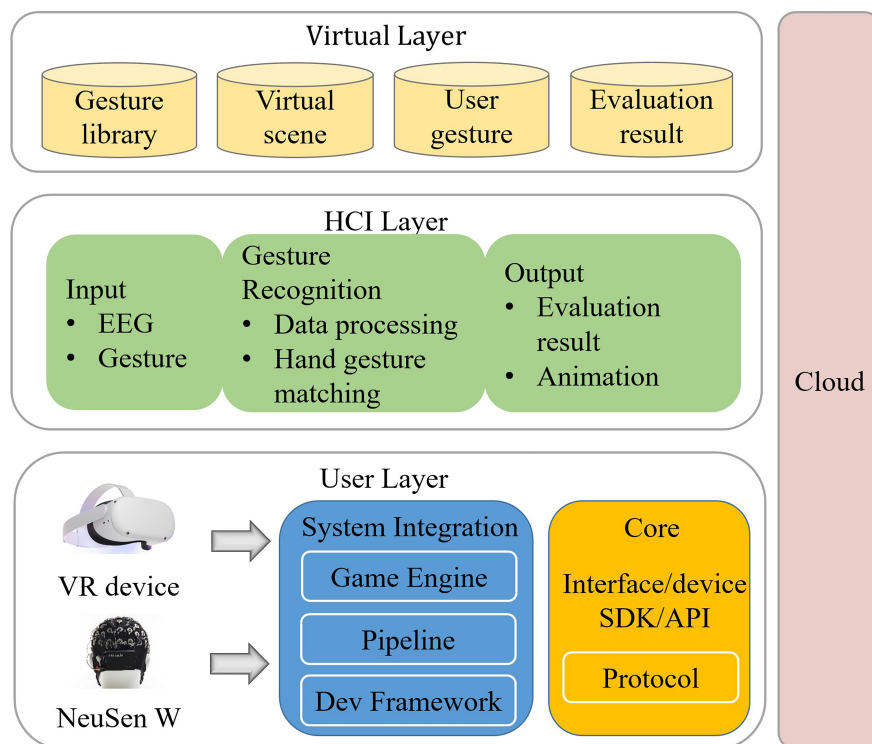 Virtual Layer
Gesture
library
Virtual
scene
User
gesture
Evaluation
result
HCI Layer
Input
• EEG
• Gesture
Gesture
Recognition
• Data processing
• Hand gesture
matching
Output
• Evaluation
result
• Animation
User Layer
VR device
NeuSen W
System Integration
Game Engine
Pipeline
Dev Framework
Core
Interface/device
SDK/API
Protocol
Cloud